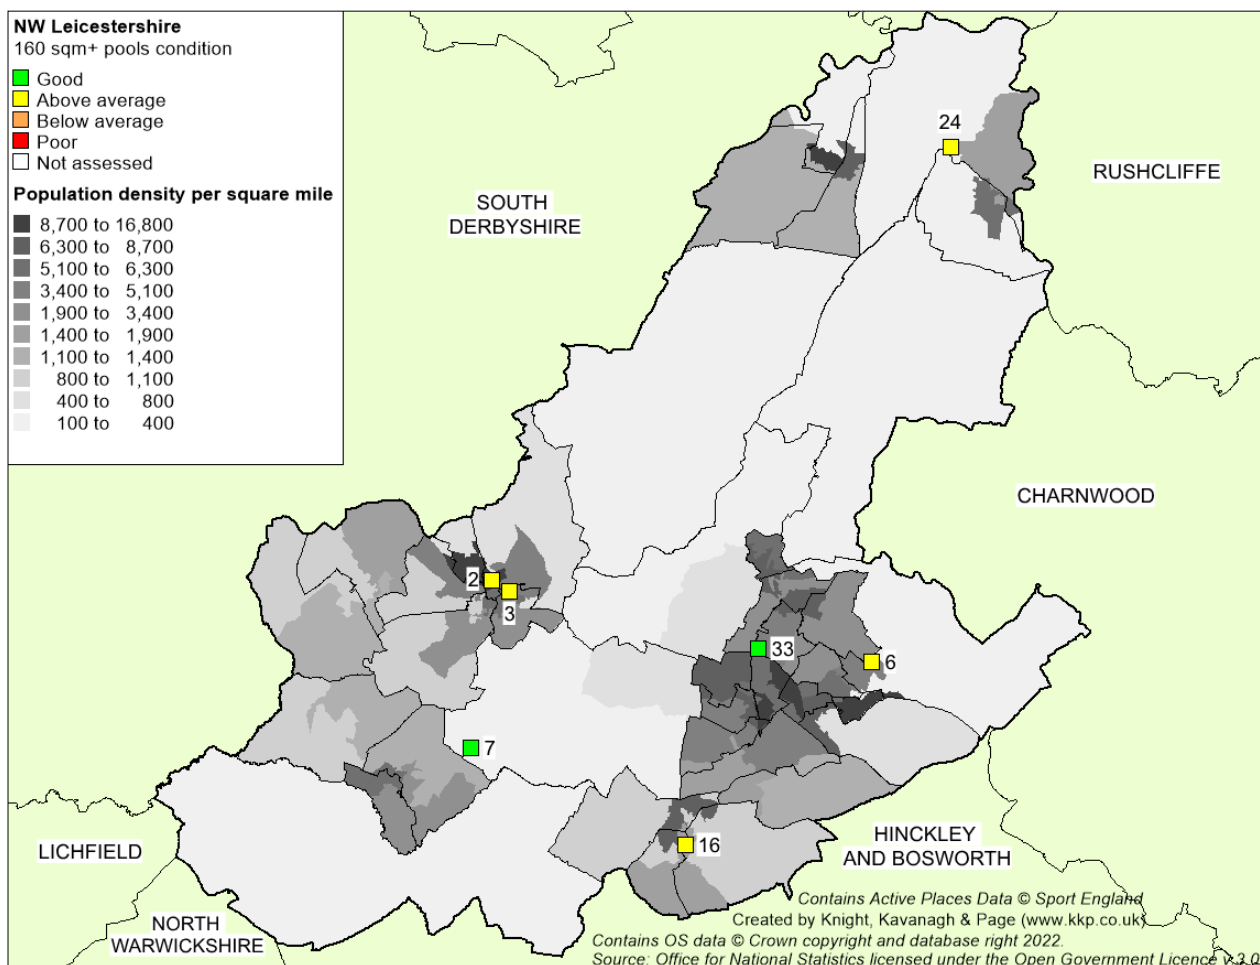 NW Leicestershire
160 sqm+ pools condition
Good
Above average
Below average
Poor
Not assessed
Population density per square mile
8,700 to 16,800
6,300 to 8,700
5,100 to 6,300
3,400 to 5,100
1,900 to 3,400
1,400 to 1,900
1,100 to 1,400
800 to 1,100
400 to 800
100 to 400
24
RUSHCLIFFE
SOUTH
DERBYSHIRE
CHARNWOOD
2
3
33
6
7
16
LICHFIELD
HINCKLEY
AND BOSWORTH
NORTH
WARWICKSHIRE
Contains Active Places Data © Sport England
Created by Knight, Kavanagh & Page (www.kkp.co.uk)
Contains OS data © Crown copyright and database right 2022.
Source: Office for National Statistics licensed under the Open Government Licence v.3.0